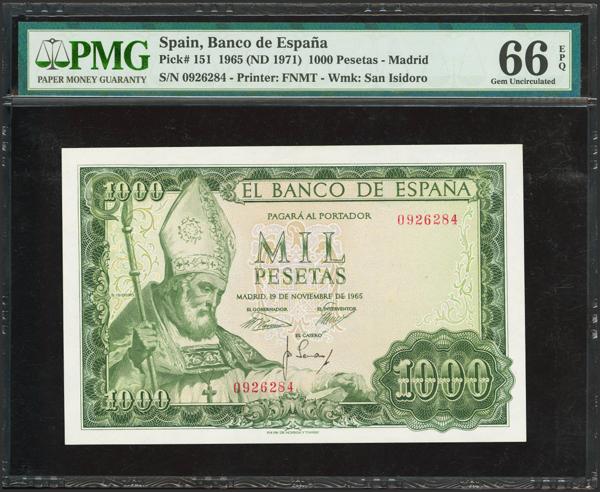 PMG
PAPER MONEY GUARANTY
Spain, Banco de España
Pick# 151 1965 (ND 1971) 1000 Pesetas - Madrid
S/N 0926284 - Printer: FNMT - Wmk: San Isidoro
66 EPQ
Gem Uncirculated
1000
EL BANCO DE ESPAÑA
PAGARÁ AL PORTADOR
0926284
MIL
PESETAS
MADRID, 19 DE NOVIEMBRE DE 1965
EL GOBERNADOR
EL INTERVENTOR
EL CAJERO
0926284
1000
1000